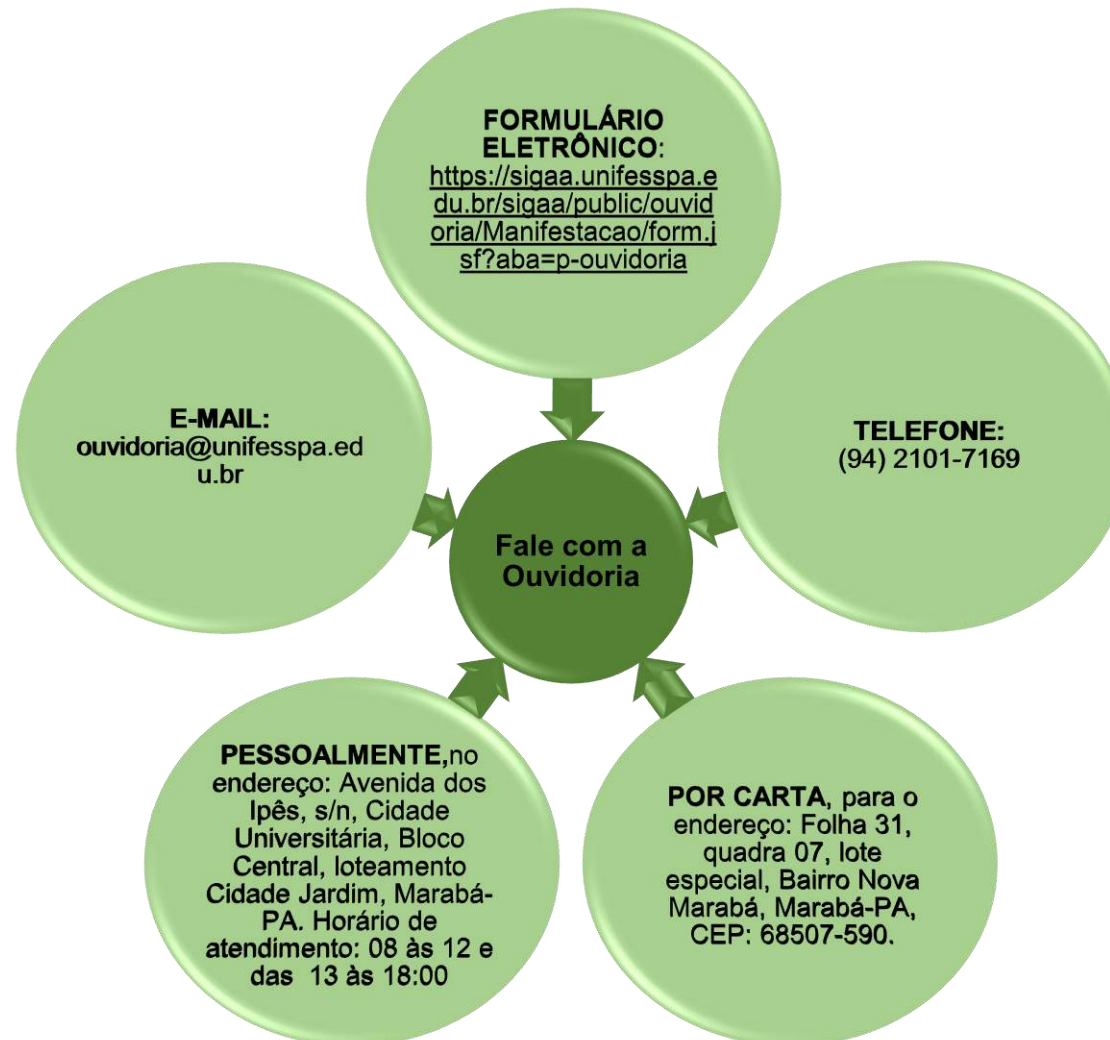 FORMULÁRIO
ELETRÔNICO:
https://sigaa.unifesspa.e
du.br/sigaa/public/ouvid
oria/Manifestacao/form.j
sf?aba=p-ouvidoria
E-MAIL:
ouvidoria@unifesspa.ed
u.br
TELEFONE:
(94) 2101-7169
Fale com a
Ouvidoria
PESSOALMENTE,no
endereço: Avenida dos
Ipês, s/n, Cidade
Universitária, Bloco
Central, loteamento
Cidade Jardim, Marabá-
PA. Horário de
atendimento: 08 às 12 e
das 13 às 18:00
POR CARTA, para o
endereço: Folha 31,
quadra 07, lote
especial, Bairro Nova
Marabá, Marabá-PA,
CEP: 68507-590.